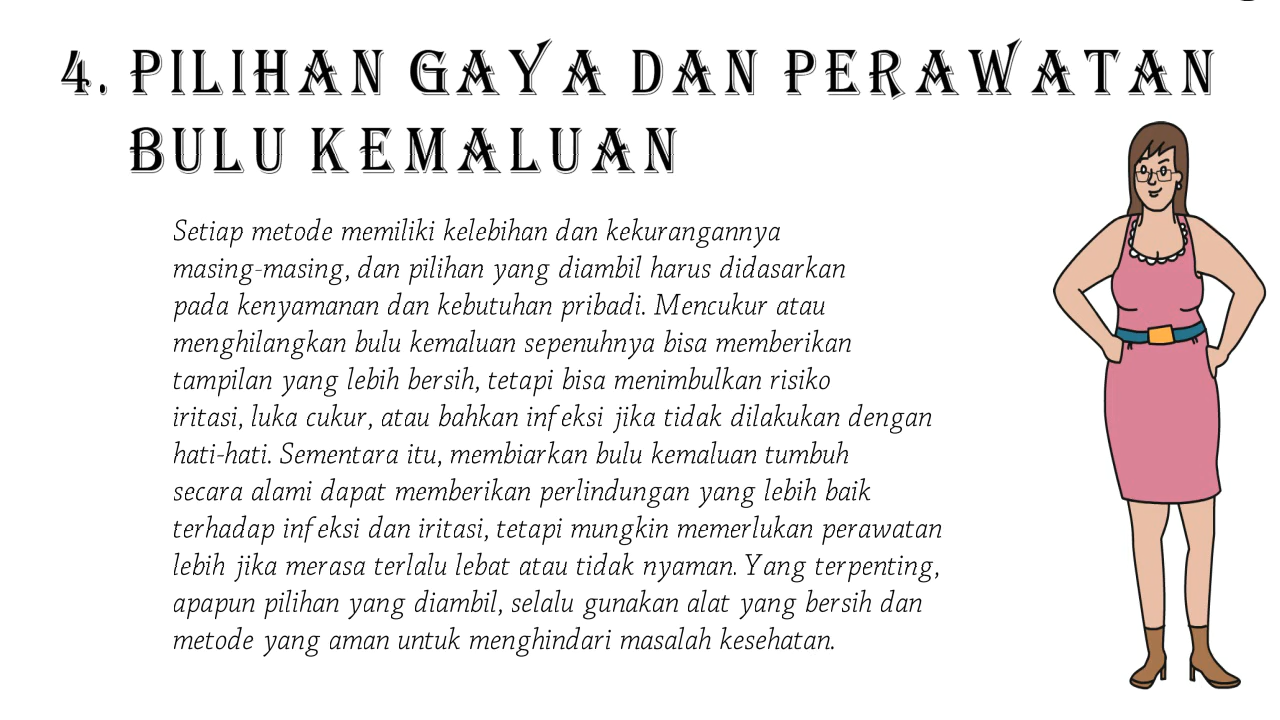 4. PILIHAN GAYA DAN PERAWATAN
BULU KEMALUAN
Setiap metode memiliki kelebihan dan kekurangannya
masing-masing, dan pilihan yang diambil harus didasarkan
pada kenyamanan dan kebutuhan pribadi. Mencukur atau
menghilangkan bulu kemaluan sepenuhnya bisa memberikan
tampilan yang lebih bersih, tetapi bisa menimbulkan risiko
iritasi, luka cukur, atau bahkan infeksi jika tidak dilakukan dengan
hati-hati. Sementara itu, membiarkan bulu kemaluan tumbuh
secara alami dapat memberikan perlindungan yang lebih baik
terhadap infeksi dan iritasi, tetapi mungkin memerlukan perawatan
lebih jika merasa terlalu lebat atau tidak nyaman. Yang terpenting,
apapun pilihan yang diambil, selalu gunakan alat yang bersih dan
metode yang aman untuk menghindari masalah kesehatan.